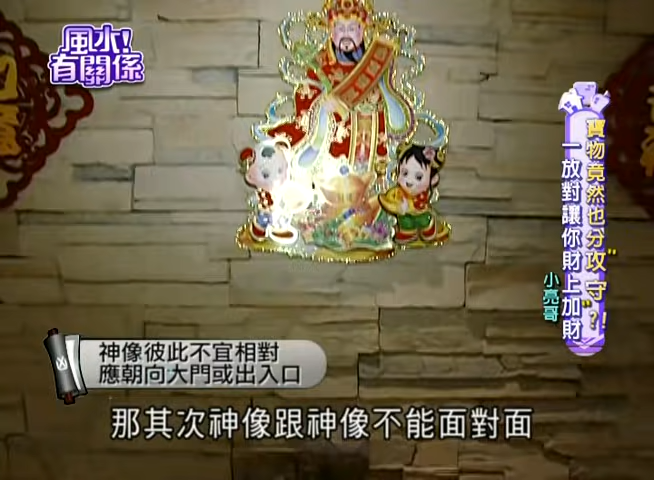 風水!
有關係
寶物竟然也分"攻"守"?!
一放對讓你財上加財
小亮哥
神像彼此不宜相對
應朝向大門或出入口
那其次神像跟神像不能面對面